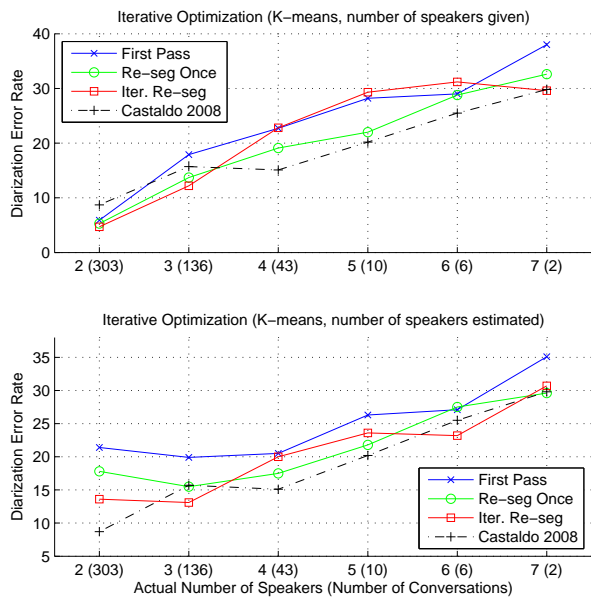 Iterative Optimization (K−means, number of speakers given)
Diarization Error Rate
40
30
20
10
0
First Pass
Re−seg Once
Iter. Re−seg
Castaldo 2008
2 (303) 3 (136) 4 (43) 5 (10) 6 (6) 7 (2)
Iterative Optimization (K−means, number of speakers estimated)
Diarization Error Rate
35
30
25
20
15
10
5
First Pass
Re−seg Once
Iter. Re−seg
Castaldo 2008
2 (303) 3 (136) 4 (43) 5 (10) 6 (6) 7 (2)
Actual Number of Speakers (Number of Conversations)